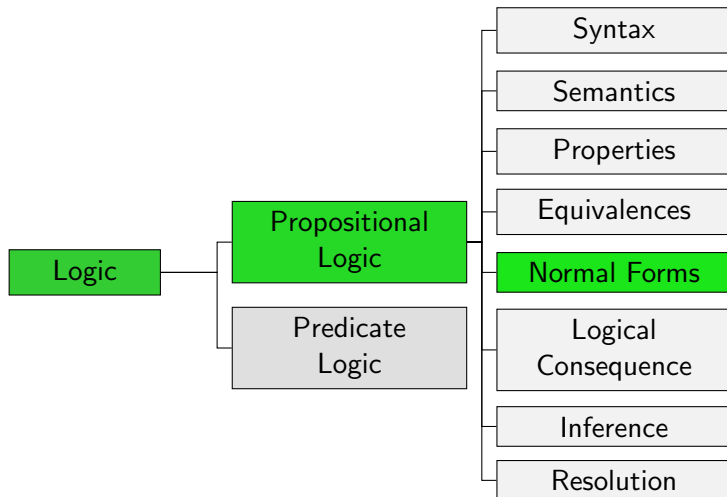 Logic
Propositional
Logic
Predicate
Logic
Syntax
Semantics
Properties
Equivalences
Normal Forms
Logical
Consequence
Inference
Resolution